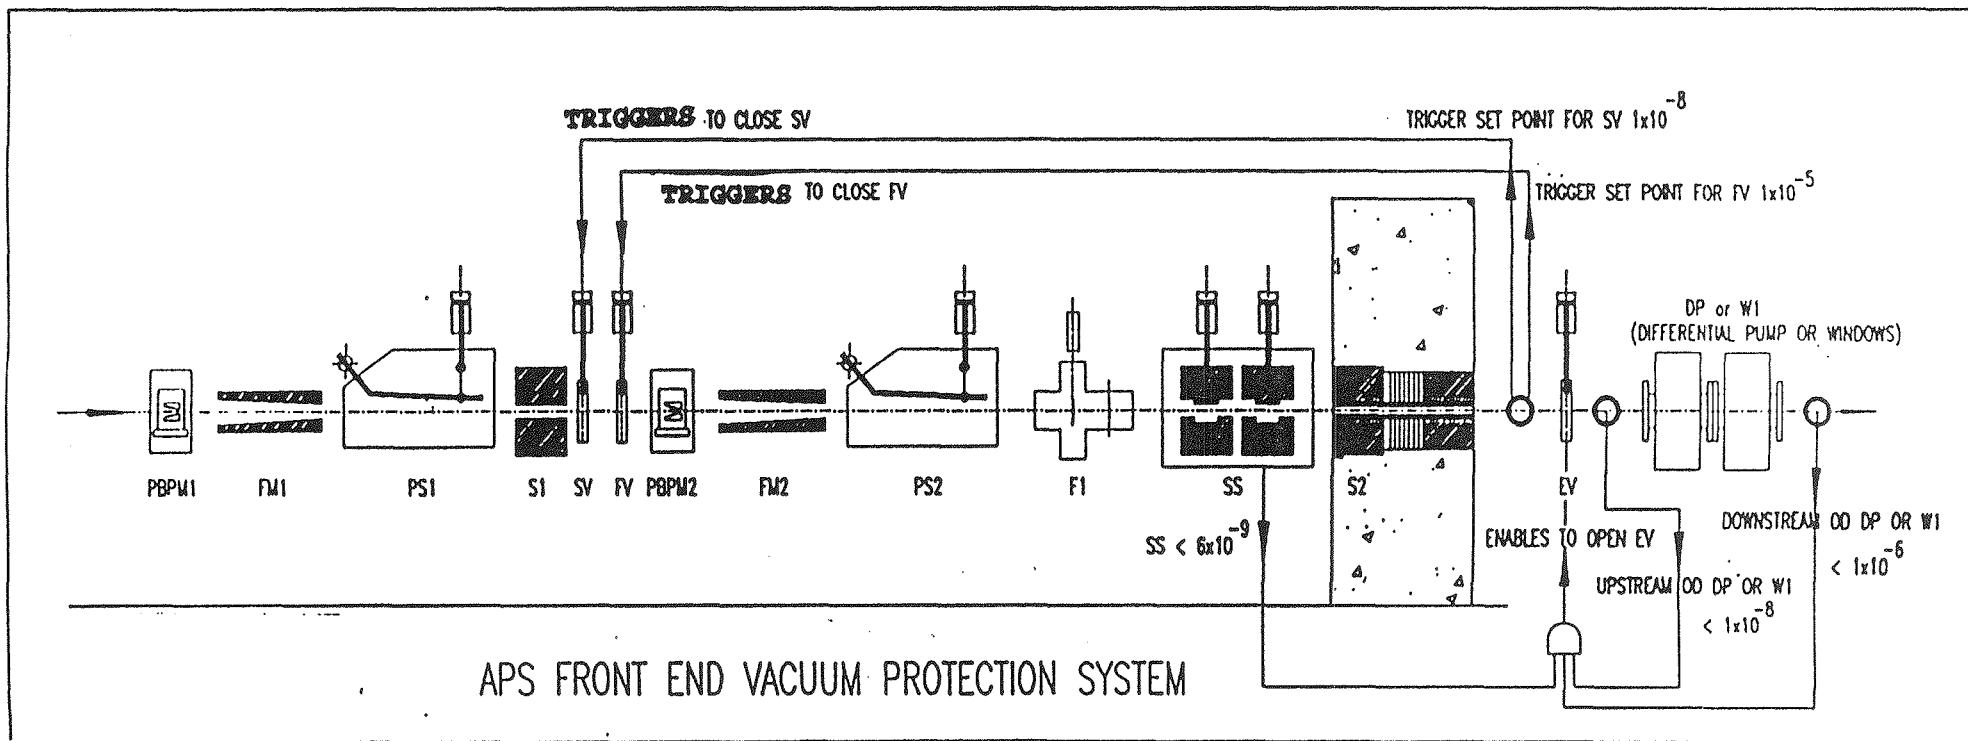 TRIGGERS TO CLOSE SV
TRIGGER SET POINT FOR SV 1x10^-8
TRIGGERS TO CLOSE FV
TRIGGER SET POINT FOR FV 1x10^-5
DP or W1
(DIFFERENTIAL PUMP OR WINDOWS)
PBPM1
FM1
PS1
S1
SV
FV
PBPM2
FM2
PS2
F1
SS
S2
EV
SS < 6x10^-9
ENABLES TO OPEN EV
DOWNSTREAM OD DP OR W1
< 1x10^-6
UPSTREAM OD DP OR W1
< 1x10^-8
APS FRONT END VACUUM PROTECTION SYSTEM